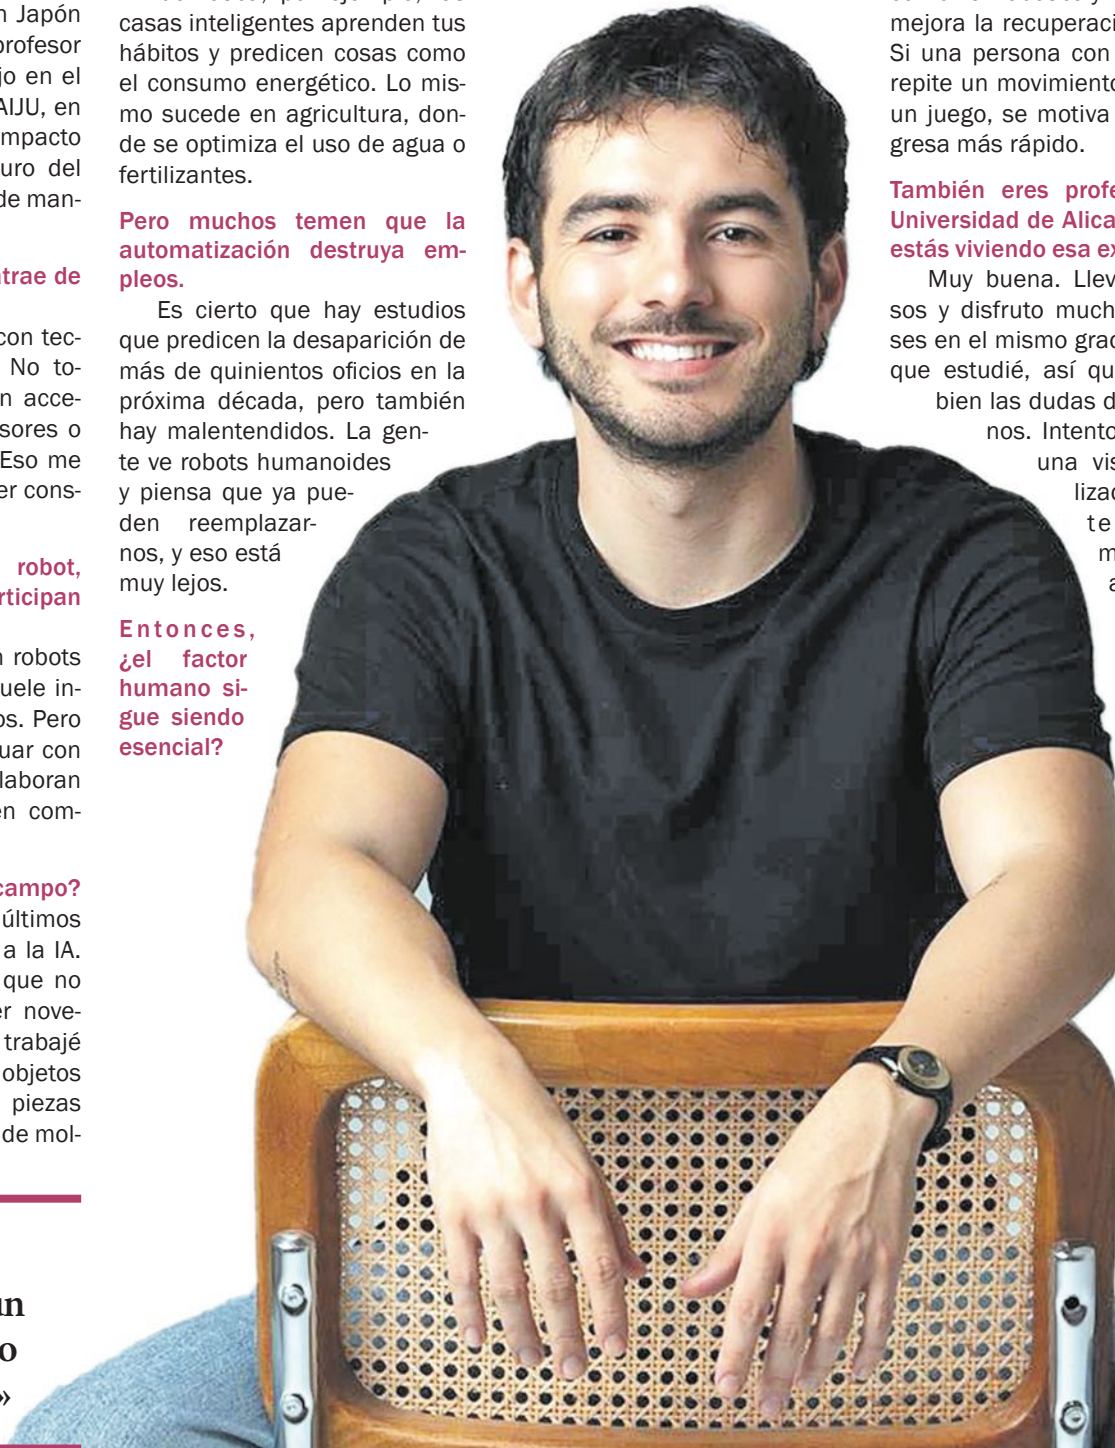 n Japón
profesor
jo en el
AIJU, en
mpacto
uro del
de man-
trae de
con tec-
No to-
n acce-
sores o
Eso me
er cons-
robot,
rticipan
n robots
uele in-
os. Pero
uar con
laboran
en com-
campo?
últimos
a la IA.
que no
er nove-
trabajé
objetos
piezas
de mol-
un
o
»
casas inteligentes aprenden tus
hábitos y predicen cosas como
el consumo energético. Lo mis-
mo sucede en agricultura, don-
de se optimiza el uso de agua o
fertilizantes.
Pero muchos temen que la
automatización destruya em-
pleos.
Es cierto que hay estudios
que predicen la desaparición de
más de quinientos oficios en la
próxima década, pero también
hay malentendidos. La gen-
te ve robots humanoides
y piensa que ya pue-
den reemplazar-
nos, y eso está
muy lejos.
Entonces,
¿el factor
humano si-
gue siendo
esencial?
mejora la recuperaci
Si una persona con
repite un movimiento
un juego, se motiva
gresa más rápido.
También eres profe
Universidad de Alica
estás viviendo esa ex
Muy buena. Llev
sos y disfruto much
ses en el mismo grad
que estudié, así qu
bien las dudas d
nos. Intento
una vis
lizac
te
m
a